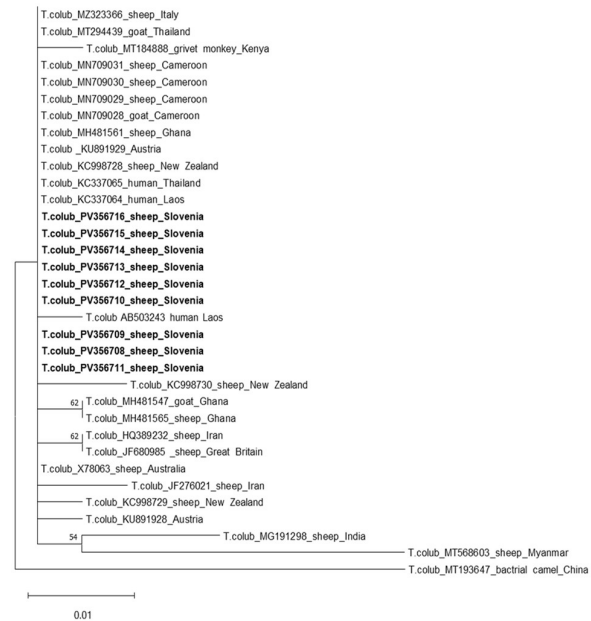 T.colub_MZ323366_sheep_Italy
T.colub_MT294439_goat_Thailand
T.colub_MT184888_grivet monkey_Kenya
T.colub_MN709031_sheep_Cameroon
T.colub_MN709030_sheep_Cameroon
T.colub_MN709029_sheep_Cameroon
T.colub_MN709028_goat_Cameroon
T.colub_MH481561_sheep_Ghana
T.colub _KU891929_Austria
T.colub_KC998728_sheep_New Zealand
T.colub_KC337065_human_Thailand
T.colub_KC337064_human_Laos
T.colub_PV356716_sheep_Slovenia
T.colub_PV356715_sheep_Slovenia
T.colub_PV356714_sheep_Slovenia
T.colub_PV356713_sheep_Slovenia
T.colub_PV356712_sheep_Slovenia
T.colub_PV356710_sheep_Slovenia
T.colub AB503243 human Laos
T.colub_PV356709_sheep_Slovenia
T.colub_PV356708_sheep_Slovenia
T.colub_PV356711_sheep_Slovenia
T.colub_KC998730_sheep_New Zealand
62 T.colub_MH481547_goat_Ghana
T.colub_MH481565_sheep_Ghana
62 T.colub_HQ389232_sheep_Iran
T.colub_JF680985 _sheep_Great Britain
T.colub_X78063_sheep_Australia
T.colub_JF276021_sheep_Iran
T.colub_KC998729_sheep_New Zealand
T.colub_KU891928_Austria
54 T.colub_MG191298_sheep_India
T.colub_MT568603_sheep_Myanmar
T.colub_MT193647_bactrial camel_China
0.01